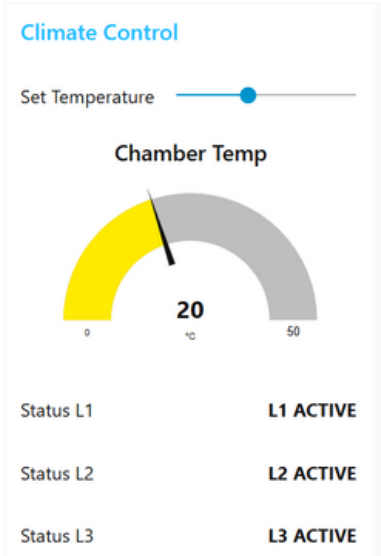 Climate Control
Set Temperature
Chamber Temp
20
0 °C 50
Status L1 L1 ACTIVE
Status L2 L2 ACTIVE
Status L3 L3 ACTIVE